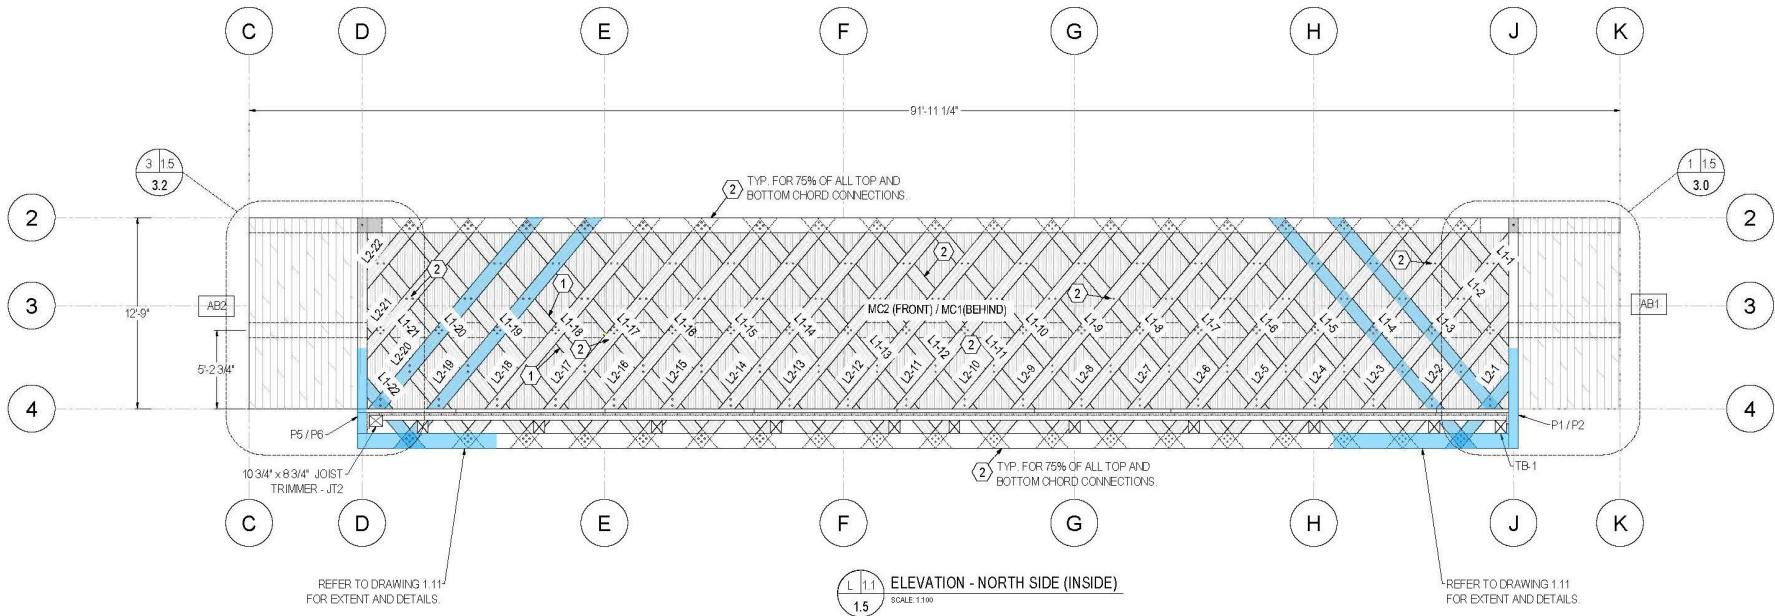 C D E F G H J K
91'-11 1/4"
3 1.5
3.2
1 1.5
3.0
2 TYP. FOR 75% OF ALL TOP AND
BOTTOM CHORD CONNECTIONS.
2 2
L2-22 2 2 2 L1-1
1 2 L1-2
12'-9" 3 AB2 L2-21 MC2 (FRONT) / MC1(BEHIND) AB1 3
L1-21 L1-20 L1-19 L1-18 L1-17 L1-16 L1-15 L1-14 L1-10 L1-9 L1-8 L1-7 L1-6 L1-5 L1-4 L1-3
L2-20 2 L1-13 L1-12 2 L1-11
5'-2 3/4"
L1-22 L2-19 L2-18 1 L2-17 L2-16 L2-15 L2-14 L2-13 L2-12 L2-11 L2-10 L2-9 L2-8 L2-7 L2-6 L2-5 L2-4 L2-3 L2-2 L2-1
4 4
P5 / P6 P1 / P2
10 3/4" x 8 3/4" JOIST
TRIMMER - JT2
TB-1
2 TYP. FOR 75% OF ALL TOP AND
BOTTOM CHORD CONNECTIONS.
C D E F G H J K
REFER TO DRAWING 1.11
FOR EXTENT AND DETAILS.
L 1.1
1.5
ELEVATION - NORTH SIDE (INSIDE)
SCALE: 1:100
REFER TO DRAWING 1.11
FOR EXTENT AND DETAILS.